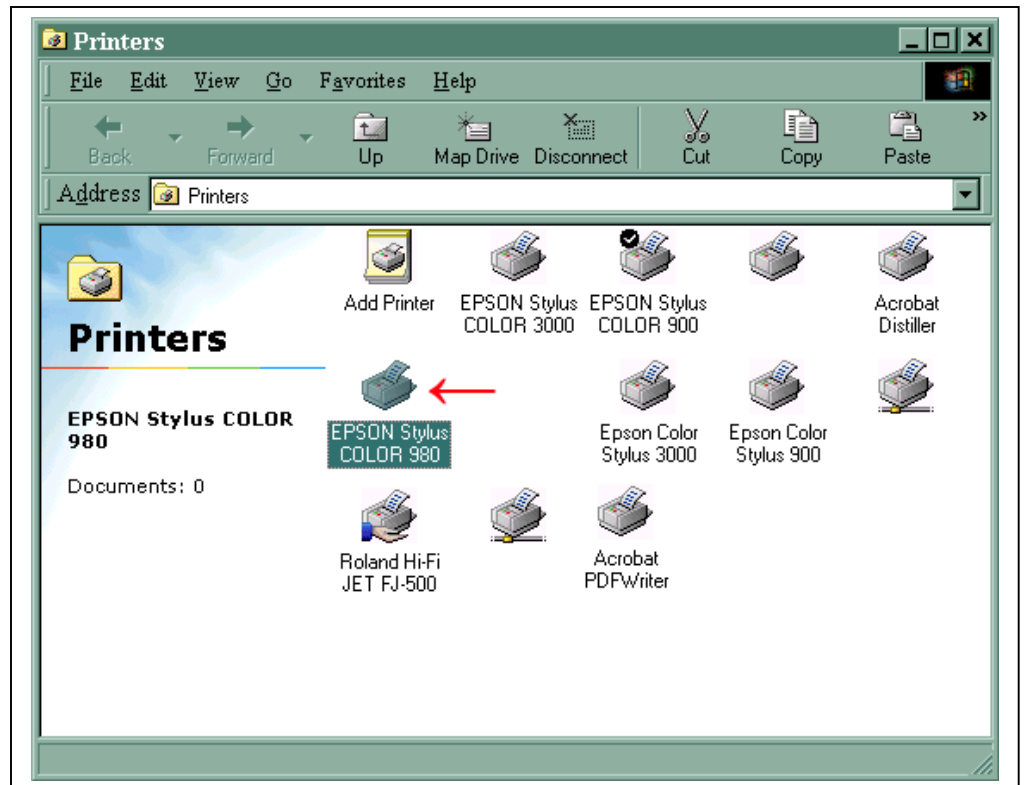 Printers
File Edit View Go Favorites Help
Back Forward Up Map Drive Disconnect Cut Copy Paste »
Address Printers
Printers
EPSON Stylus COLOR
980
Documents: 0
Add Printer
EPSON Stylus
COLOR 3000
EPSON Stylus
COLOR 900
Acrobat
Distiller
EPSON Stylus
COLOR 980
Epson Color
Stylus 3000
Epson Color
Stylus 900
Roland Hi-Fi
JET FJ-500
Acrobat
PDFWriter